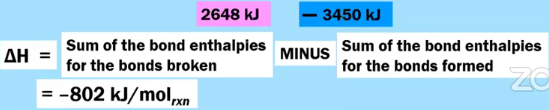 2648 kJ — 3450 kJ
ΔH = Sum of the bond enthalpies for the bonds broken MINUS Sum of the bond enthalpies for the bonds formed
= –802 kJ/molrxn